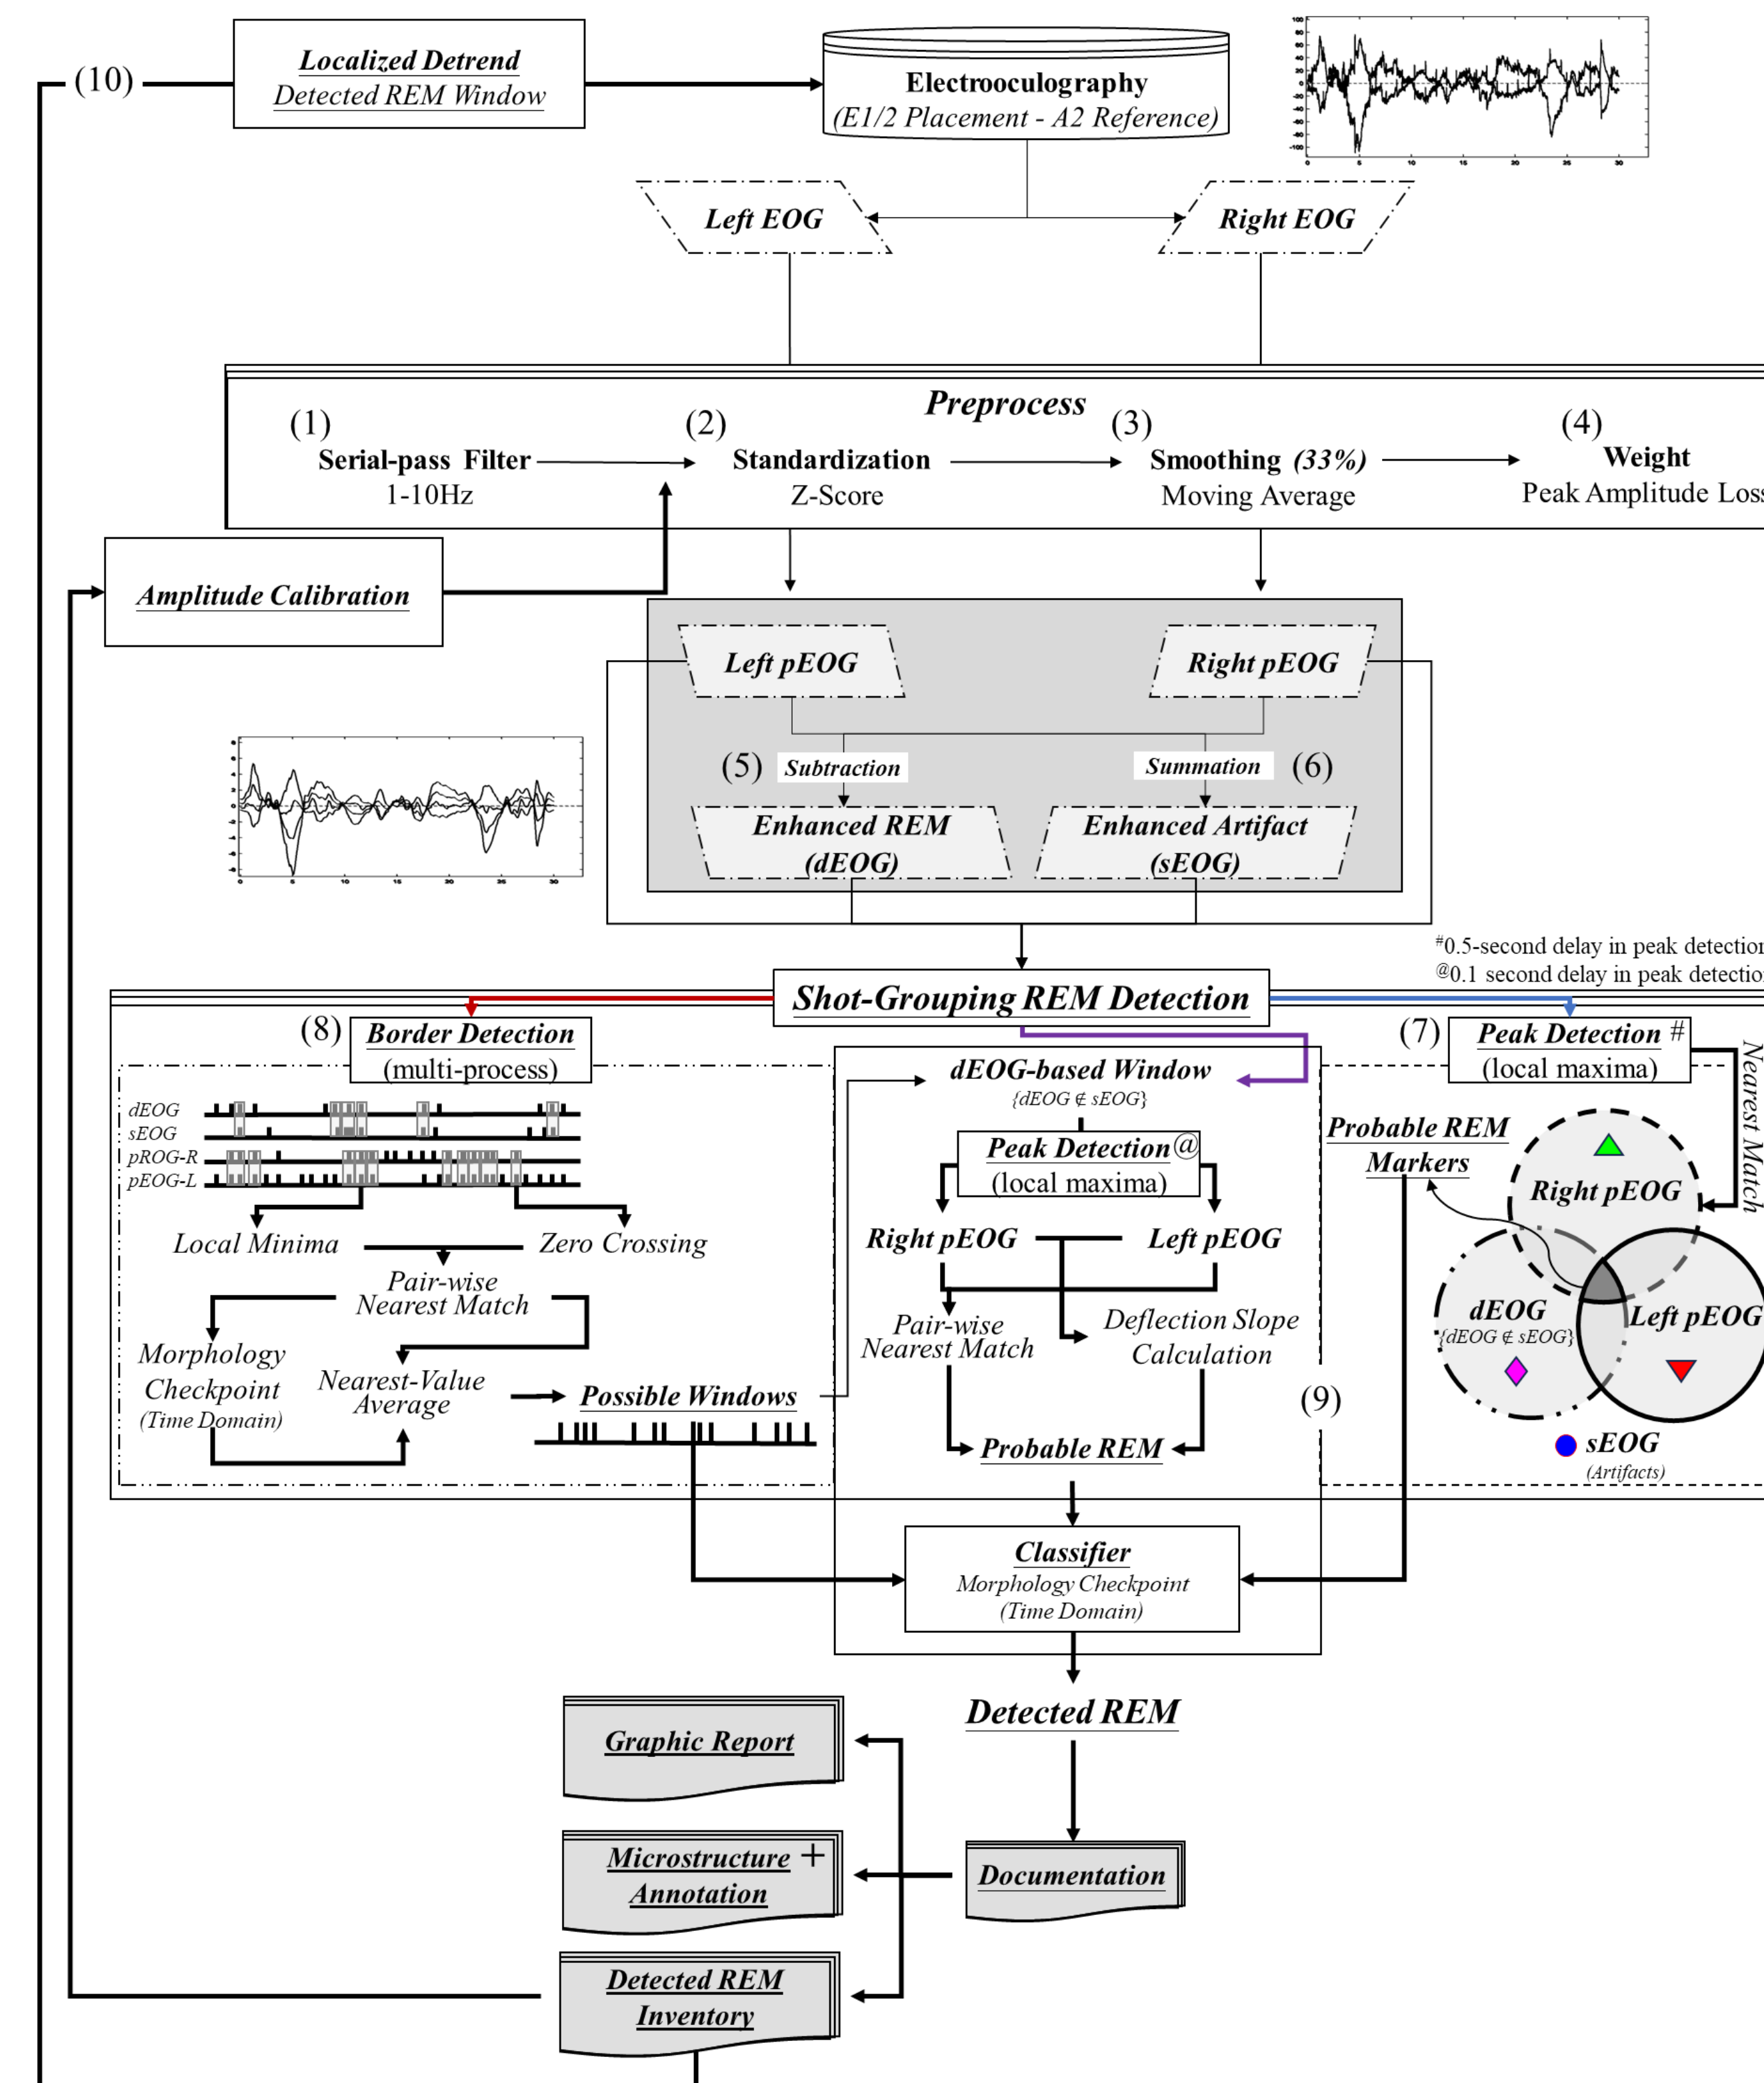 (10)
Localized Detrend
Detected REM Window
Electrooculography
(E1/2 Placement - A2 Reference)
Left EOG
Right EOG
Preprocess
(1)
(2)
(3)
(4)
Serial-pass Filter
1-10Hz
Standardization
Z-Score
Smoothing (33%)
Moving Average
Weight
Peak Amplitude Loss
Amplitude Calibration
Left pEOG
Right pEOG
(5)
Subtraction
Summation
(6)
Enhanced REM
(dEOG)
Enhanced Artifact
(sEOG)
#0.5-second delay in peak detection
@0.1 second delay in peak detection
Shot-Grouping REM Detection
(8)
Border Detection
(multi-process)
dEOG
sEOG
pROG-R
pEOG-L
Local Minima
Zero Crossing
Pair-wise
Nearest Match
Morphology
Checkpoint
(Time Domain)
Nearest-Value
Average
Possible Windows
dEOG-based Window
{dEOG ∉ sEOG}
Peak Detection@
(local maxima)
Right pEOG
Left pEOG
Pair-wise
Nearest Match
Deflection Slope
Calculation
Probable REM
(9)
(7)
Peak Detection #
(local maxima)
Nearest Match
Probable REM
Markers
Right pEOG
dEOG
{dEOG ∉ sEOG}
Left pEOG
sEOG
(Artifacts)
Classifier
Morphology Checkpoint
(Time Domain)
Detected REM
Documentation
Graphic Report
Microstructure +
Annotation
Detected REM
Inventory